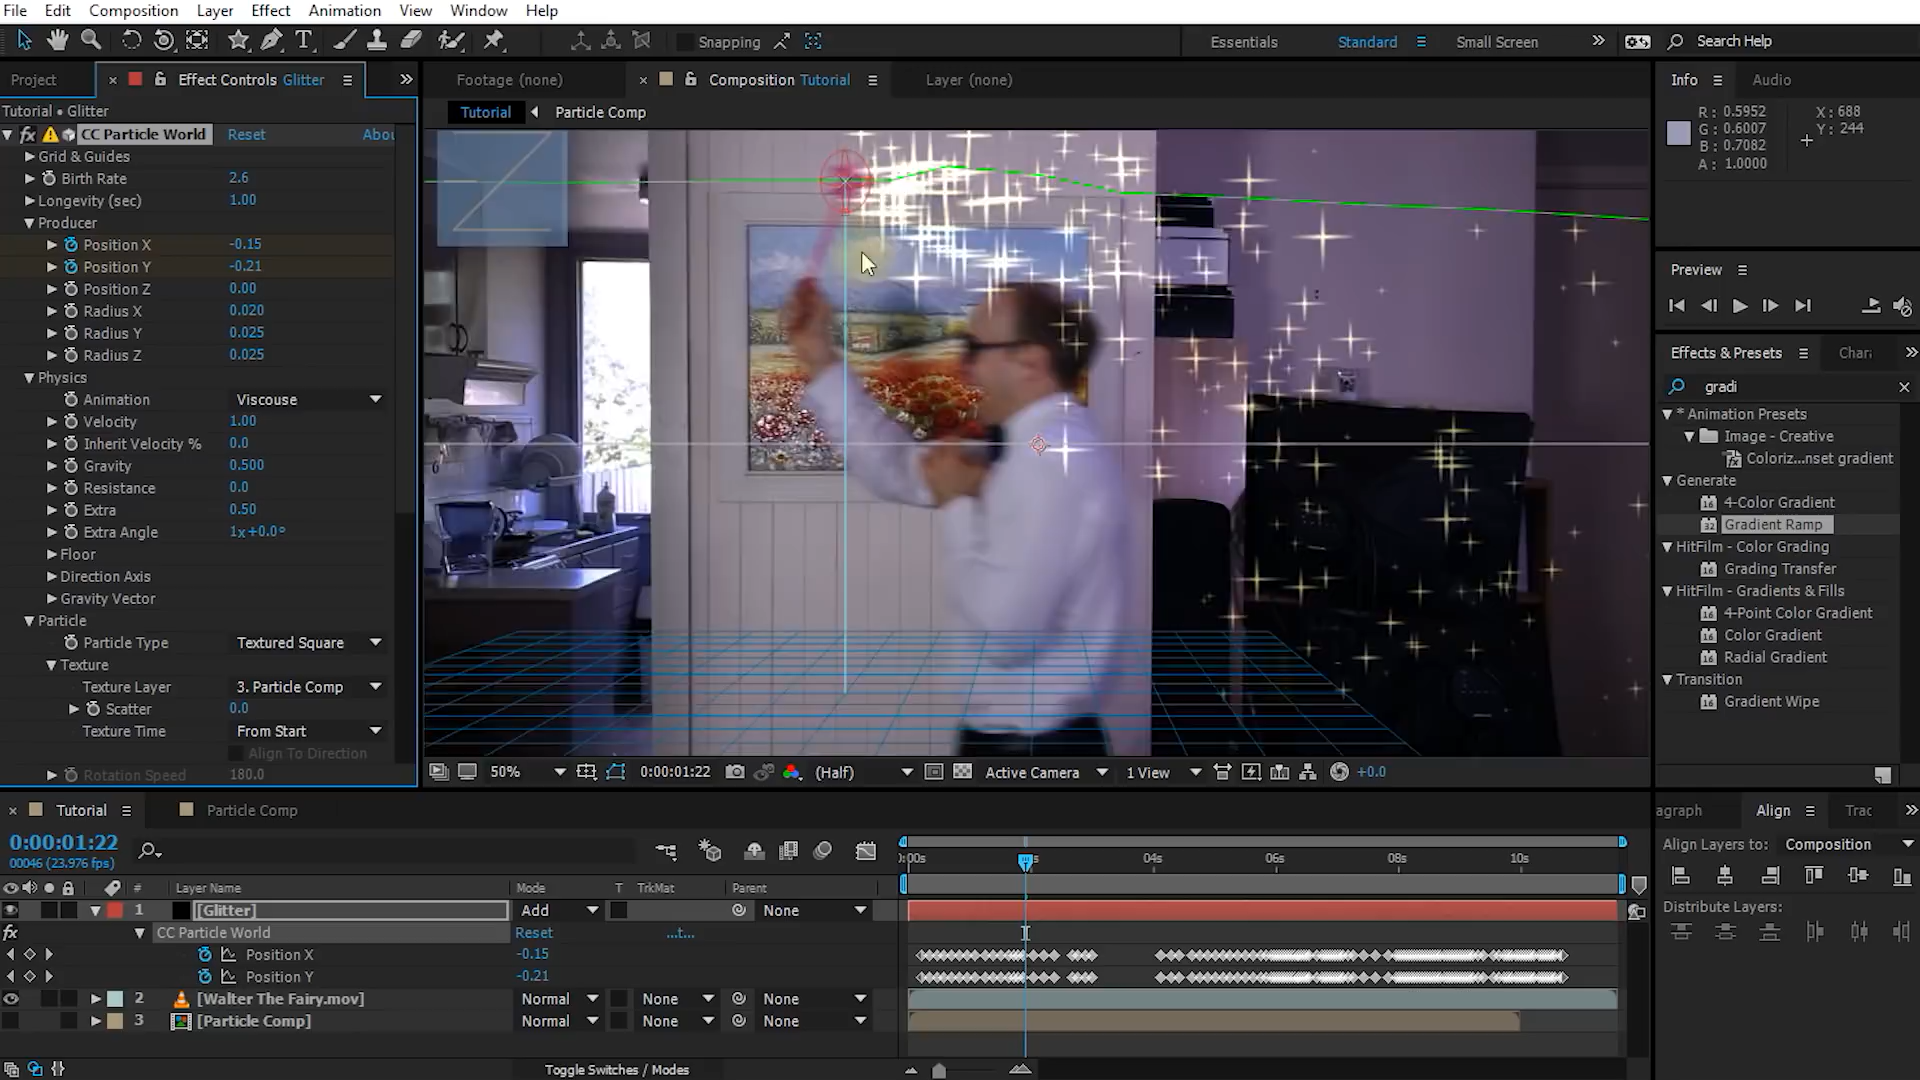 File Edit Composition Layer Effect Animation View Window Help
Snapping
Essentials Standard Small Screen Search Help
Project
Effect Controls Glitter
Footage (none)
Composition Tutorial
Layer (none)
Info
Audio
Tutorial • Glitter
fx CC Particle World Reset Abou
Grid & Guides
Birth Rate 2.6
Longevity (sec) 1.00
Producer
Position X -0.15
Position Y -0.21
Position Z 0.00
Radius X 0.020
Radius Y 0.025
Radius Z 0.025
Physics
Animation Viscouse
Velocity 1.00
Inherit Velocity % 0.0
Gravity 0.500
Resistance 0.0
Extra 0.50
Extra Angle 1x+0.0°
Floor
Direction Axis
Gravity Vector
Particle
Particle Type Textured Square
Texture
Texture Layer 3. Particle Comp
Scatter 0.0
Texture Time From Start
Align To Direction
Rotation Speed 180.0
Tutorial Particle Comp
50% 0:00:01:22 (Half) Active Camera 1 View +0.0
R: 0.5952
G: 0.6007
B: 0.7082
A: 1.0000
X: 688
Y: 244
Preview
Effects & Presets
Chara
gradi
* Animation Presets
Image - Creative
Coloriz...nset gradient
Generate
4-Color Gradient
Gradient Ramp
HitFilm - Color Grading
Grading Transfer
HitFilm - Gradients & Fills
4-Point Color Gradient
Color Gradient
Radial Gradient
Transition
Gradient Wipe
Tutorial
Particle Comp
0:00:01:22
00046 (23.976 fps)
# Layer Name Mode T TrkMat Parent
1 [Glitter] Add None
fx CC Particle World Reset ...t...
Position X -0.15
Position Y -0.21
2 [Walter The Fairy.mov] Normal None None
3 [Particle Comp] Normal None None
Toggle Switches / Modes
):00s 04s 06s 08s 10s
aragraph Align Trac
Align Layers to: Composition
Distribute Layers: